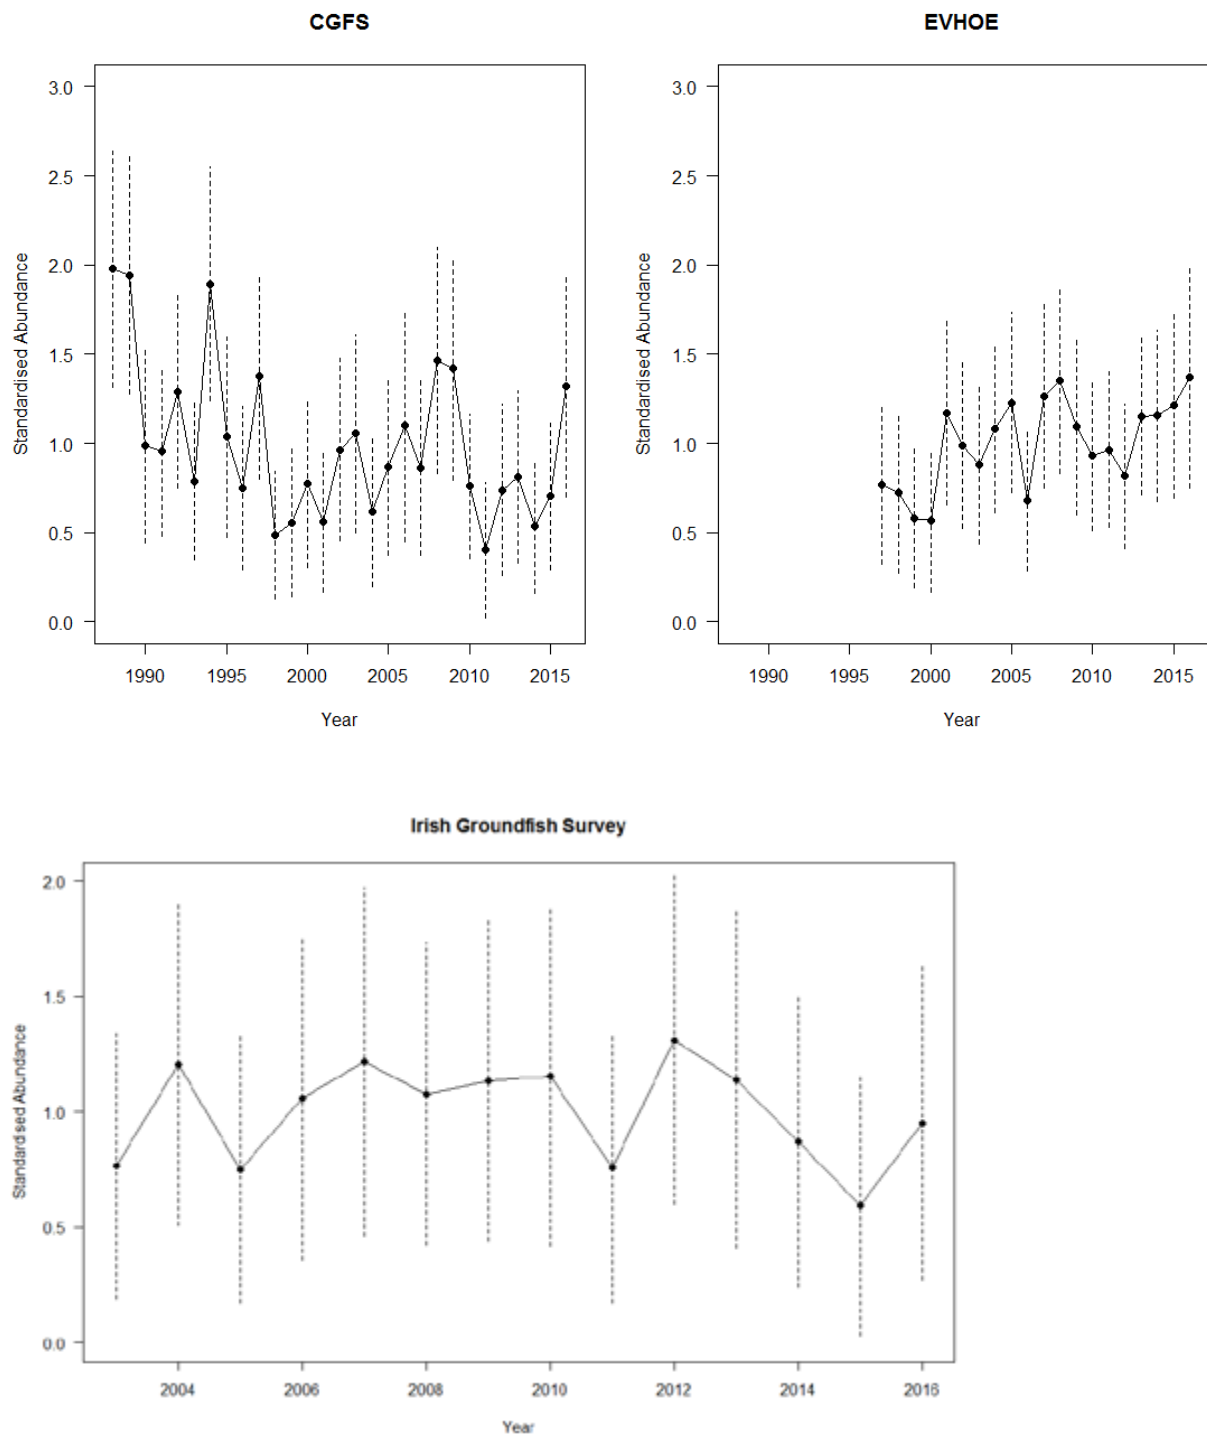 CGFS
3.0
2.5
2.0
1.5
1.0
0.5
0.0
Standardised Abundance
1990 1995 2000 2005 2010 2015
Year
EVHOE
3.0
2.5
2.0
1.5
1.0
0.5
0.0
Standardised Abundance
1990 1995 2000 2005 2010 2015
Year
Irish Groundfish Survey
2.0
1.5
1.0
0.5
0.0
Standardised Abundance
2004 2006 2008 2010 2012 2014 2016
Year